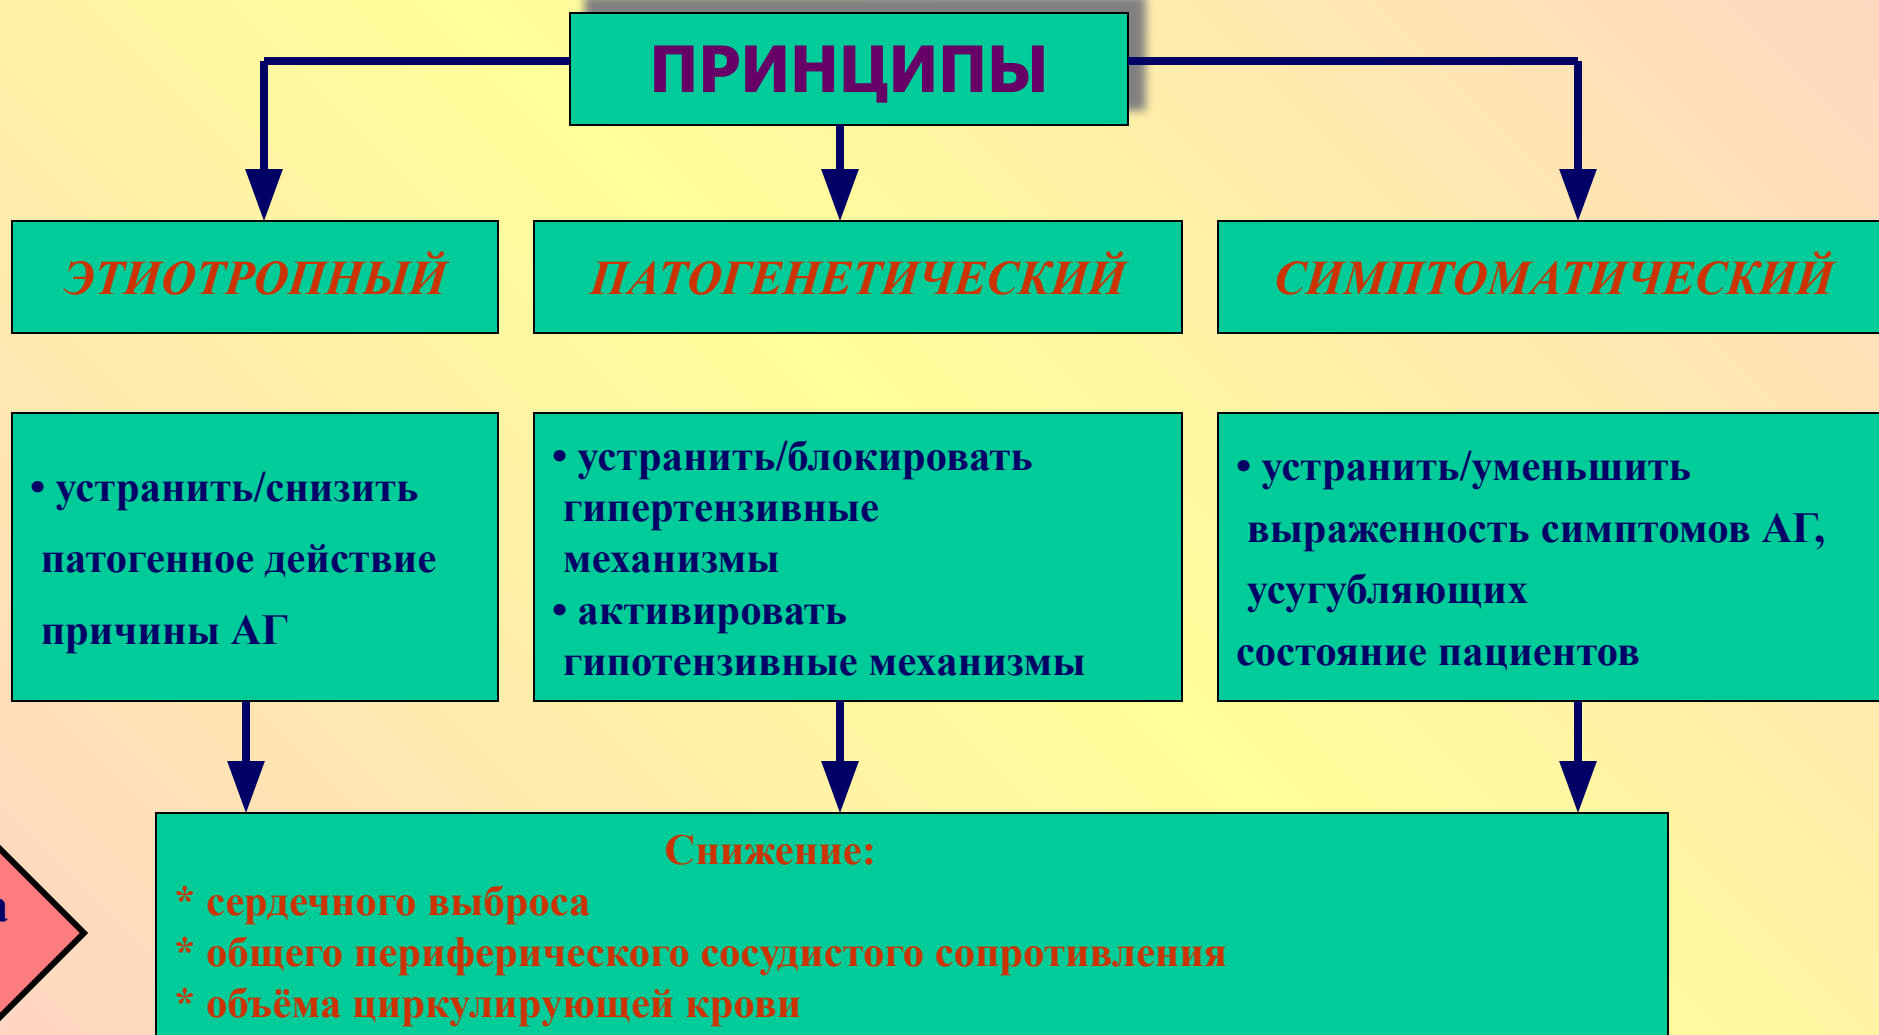 ПРИНЦИПЫ
ЭТИОТРОПНЫЙ
ПАТОГЕНЕТИЧЕСКИЙ
СИМПТОМАТИЧЕСКИЙ
• устранить/снизить
патогенное действие
причины АГ
• устранить/блокировать
гипертензивные
механизмы
• активировать
гипотензивные механизмы
• устранить/уменьшить
выраженность симптомов АГ,
усугубляющих
состояние пациентов
Снижение:
* сердечного выброса
* общего периферического сосудистого сопротивления
* объёма циркулирующей крови